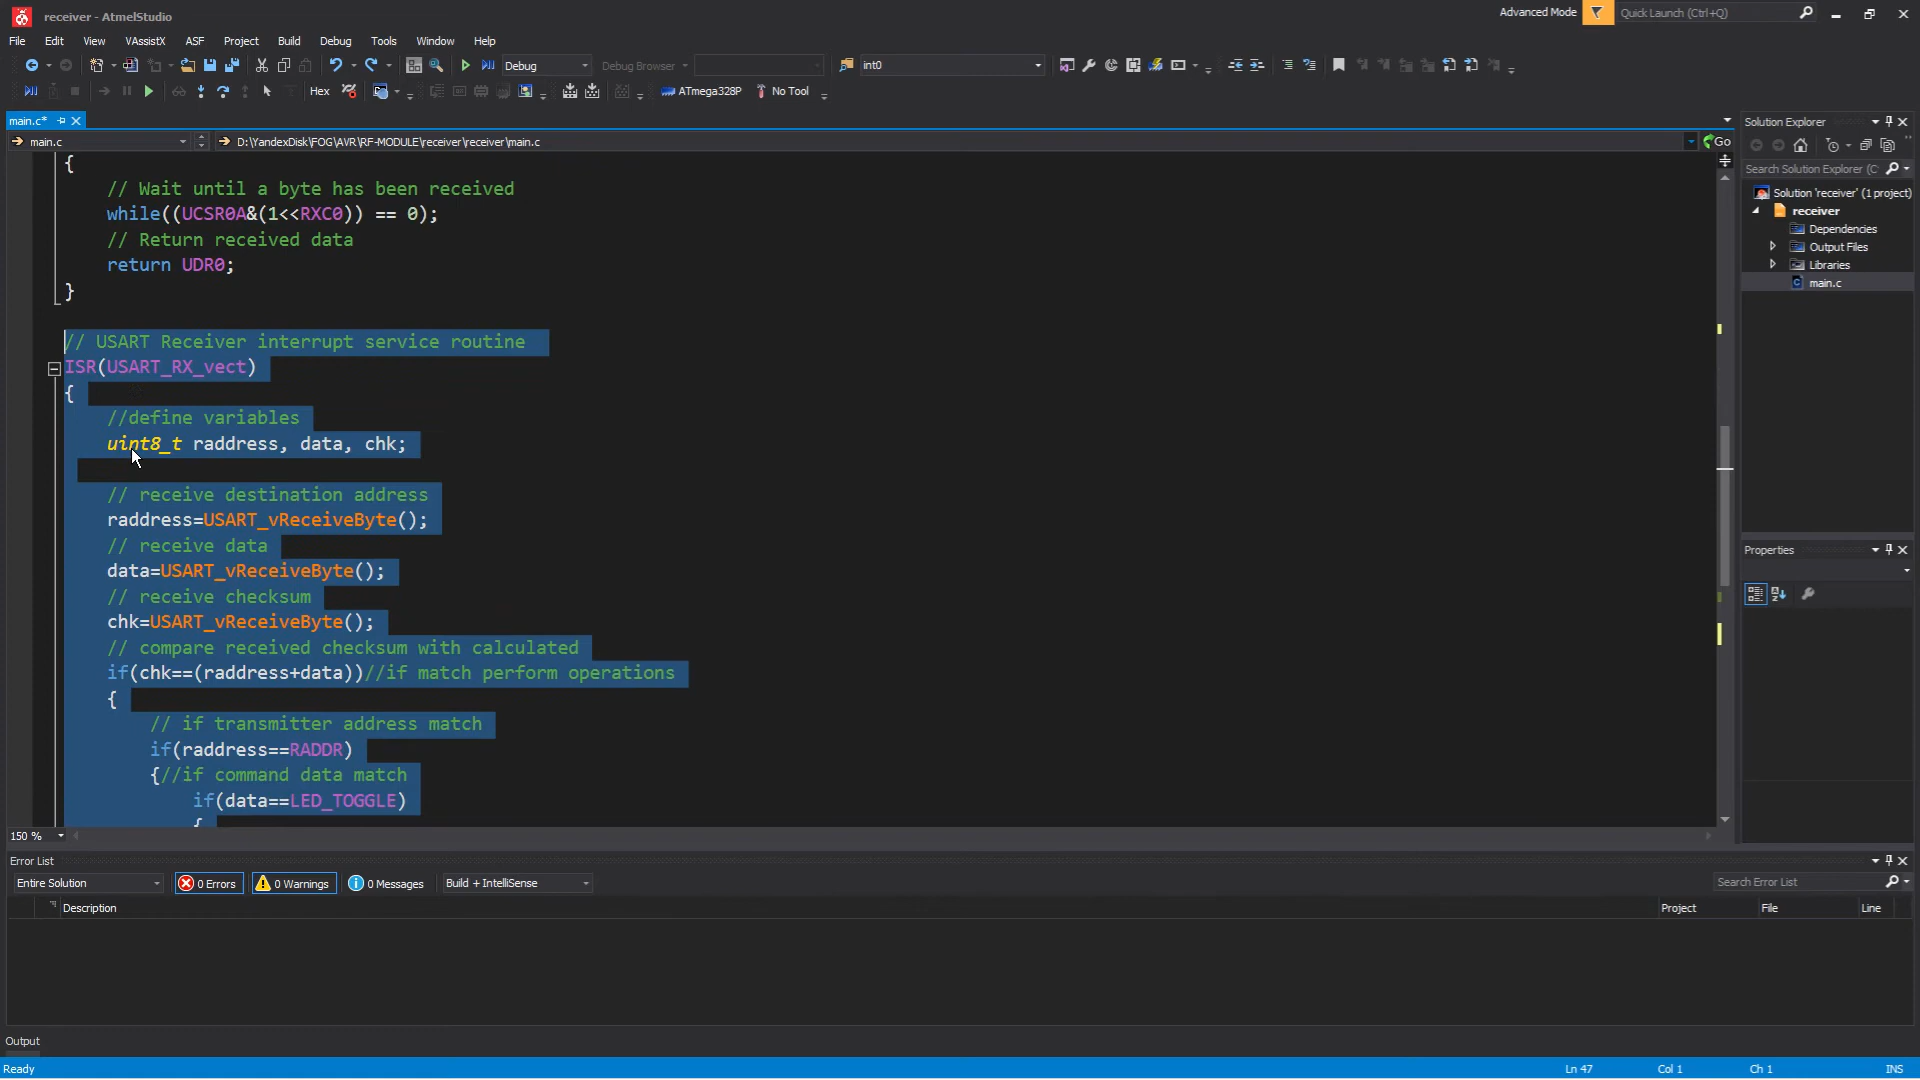 receiver - AtmelStudio
Advanced Mode
Quick Launch (Ctrl+Q)
File Edit View VAssistX ASF Project Build Debug Tools Window Help
Debug Debug Browser int0
Hex ATmega328P No Tool
main.c*
main.c D:\YandexDisk\FOG\AVR\RF-MODULE\receiver\receiver\main.c Go
{
// Wait until a byte has been received
while((UCSR0A&(1<<RXC0)) == 0);
// Return received data
return UDR0;
}
// USART Receiver interrupt service routine
ISR(USART_RX_vect)
{
//define variables
uint8_t raddress, data, chk;
// receive destination address
raddress=USART_vReceiveByte();
// receive data
data=USART_vReceiveByte();
// receive checksum
chk=USART_vReceiveByte();
// compare received checksum with calculated
if(chk==(raddress+data))//if match perform operations
{
// if transmitter address match
if(raddress==RADDR)
{//if command data match
if(data==LED_TOGGLE)
{
150 %
Solution Explorer
Search Solution Explorer (C
Solution 'receiver' (1 project)
receiver
Dependencies
Output Files
Libraries
main.c
Properties
Error List
Entire Solution 0 Errors 0 Warnings 0 Messages Build + IntelliSense Search Error List
Description Project File Line
Output
Ready Ln 47 Col 1 Ch 1 INS